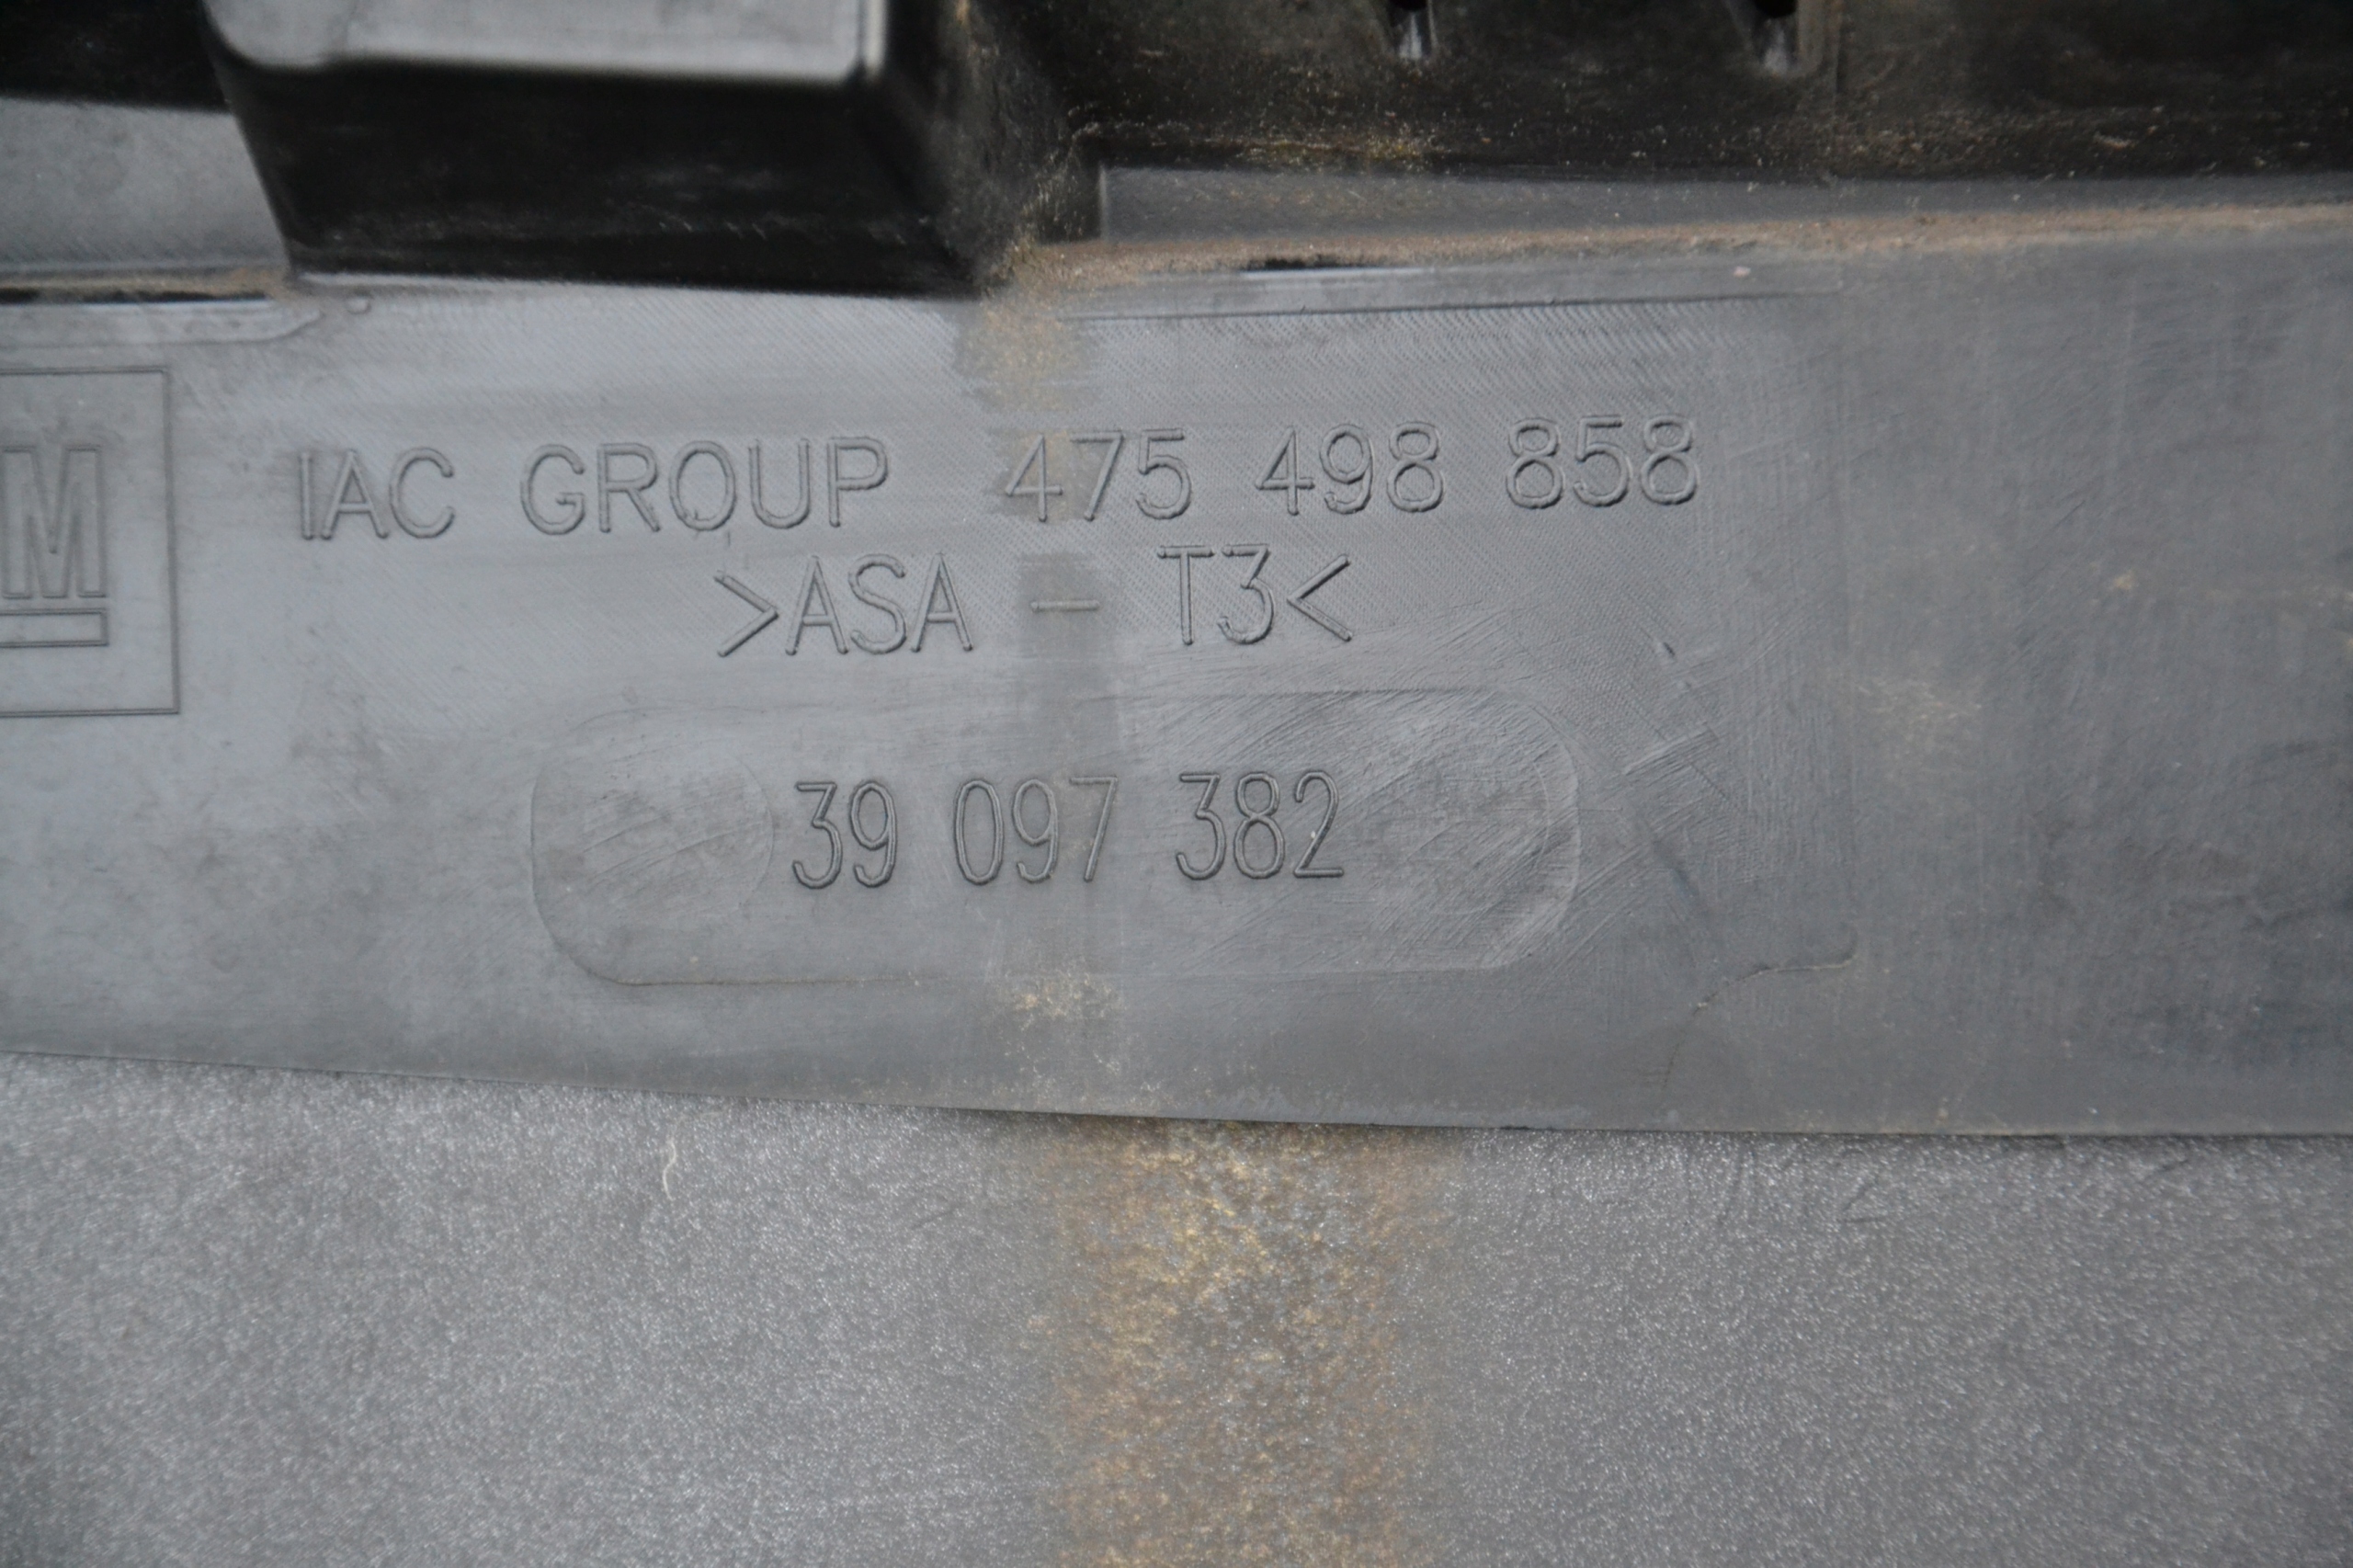 M
IAC GROUP 475 498 858
>ASA - T3<
39 097 382